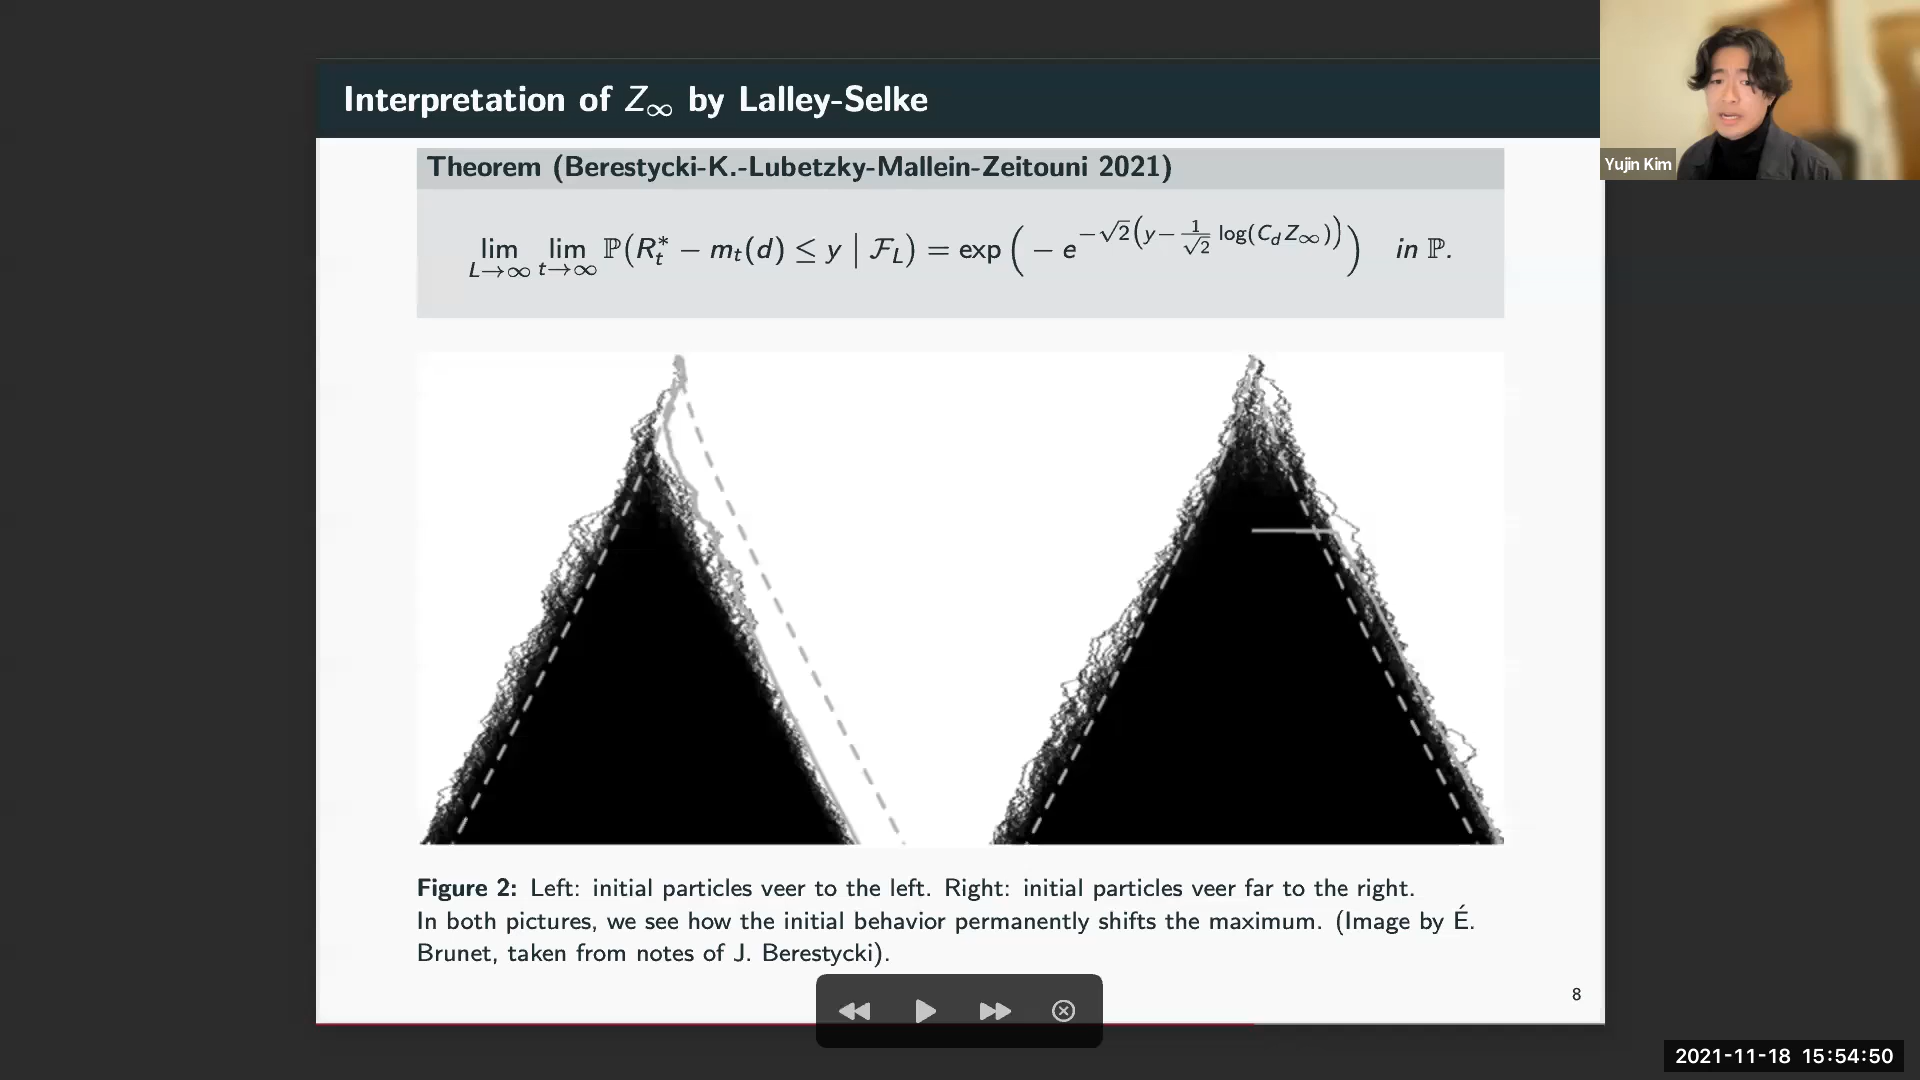 Interpretation of Z∞ by Lalley-Selke
Yujin Kim
Theorem (Berestycki-K.-Lubetzky-Mallein-Zeitouni 2021)
lim_{L→∞} lim_{t→∞} ℙ(R_t^* − m_t(d) ≤ y | ℱ_L) = exp(−e^{−√2(y−\frac{1}{√2} log(C_d Z_∞))}) in ℙ.
Figure 2: Left: initial particles veer to the left. Right: initial particles veer far to the right.
In both pictures, we see how the initial behavior permanently shifts the maximum. (Image by É.
Brunet, taken from notes of J. Berestycki).
8
2021-11-18 15:54:50